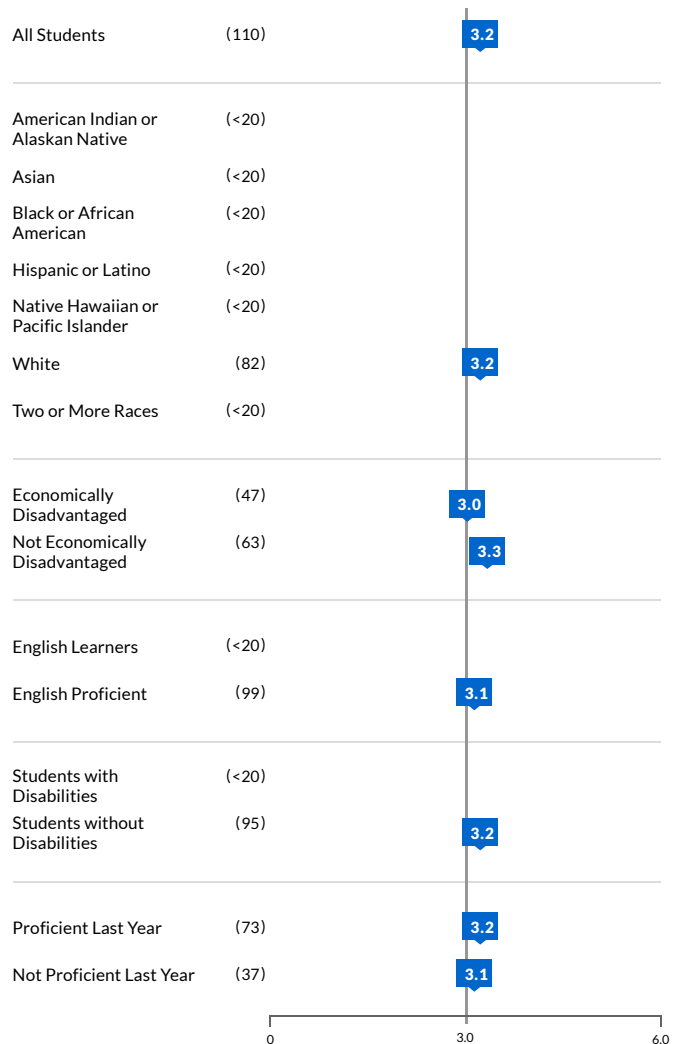 All Students (110) 3.2
American Indian or (<20)
Alaskan Native
Asian (<20)
Black or African (<20)
American
Hispanic or Latino (<20)
Native Hawaiian or (<20)
Pacific Islander
White (82) 3.2
Two or More Races (<20)
Economically (47) 3.0
Disadvantaged
Not Economically (63) 3.3
Disadvantaged
English Learners (<20)
English Proficient (99) 3.1
Students with (<20)
Disabilities
Students without (95) 3.2
Disabilities
Proficient Last Year (73) 3.2
Not Proficient Last Year (37) 3.1
0 3.0 6.0